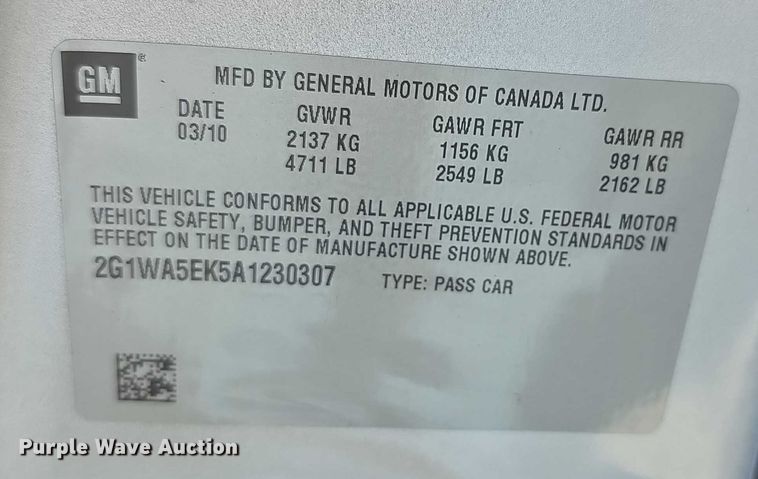 GM®
MFD BY GENERAL MOTORS OF CANADA LTD.
DATE GVWR GAWR FRT GAWR RR
03/10 2137 KG 1156 KG 981 KG
4711 LB 2549 LB 2162 LB
THIS VEHICLE CONFORMS TO ALL APPLICABLE U.S. FEDERAL MOTOR
VEHICLE SAFETY, BUMPER, AND THEFT PREVENTION STANDARDS IN
EFFECT ON THE DATE OF MANUFACTURE SHOWN ABOVE.
2G1WA5EK5A1230307 TYPE: PASS CAR
Purple Wave Auction